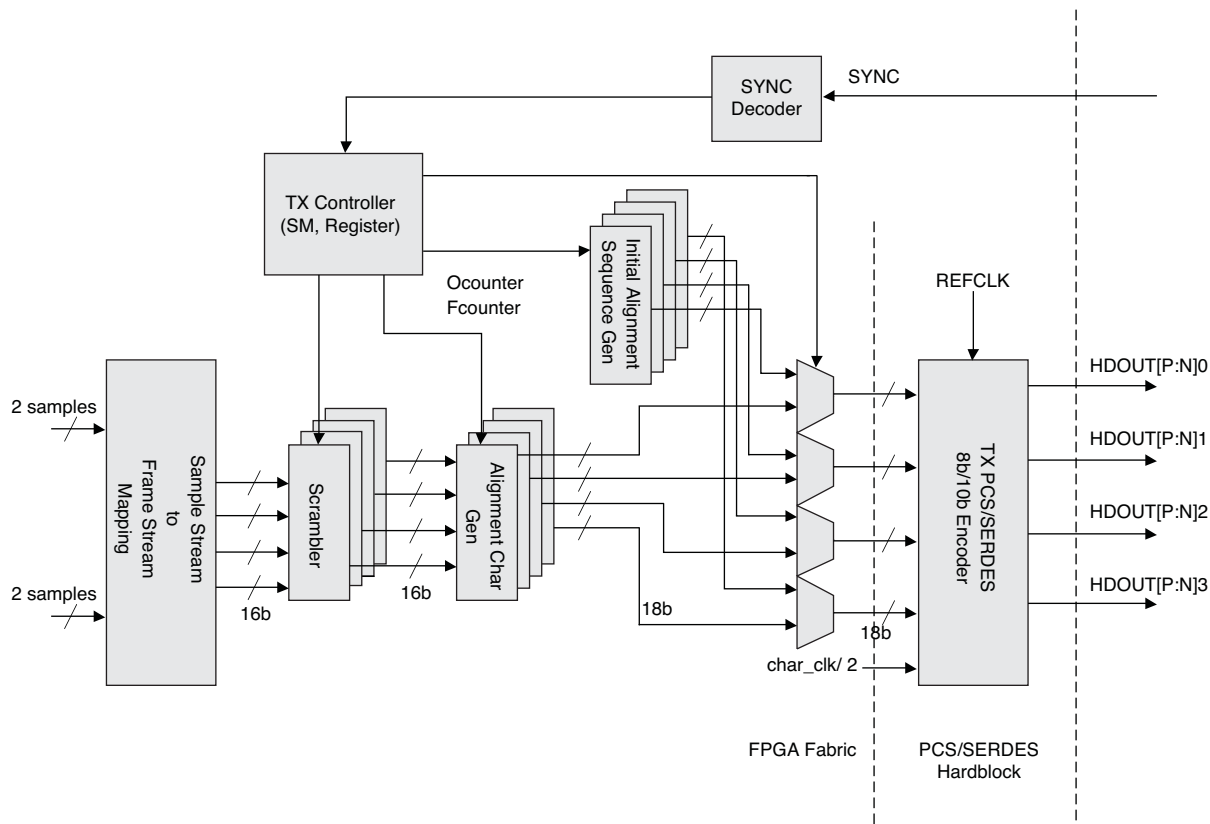 SYNC
SYNC
Decoder
TX Controller
(SM, Register)
Initial Alignment
Sequence Gen
Ocounter
Fcounter
REFCLK
2 samples
2 samples
Sample Stream
to
Frame Stream
Mapping
16b
Scrambler
16b
Alignment Char
Gen
18b
18b
char_clk/ 2
TX PCS/SERDES
8b/10b Encoder
HDOUT[P:N]0
HDOUT[P:N]1
HDOUT[P:N]2
HDOUT[P:N]3
FPGA Fabric
PCS/SERDES
Hardblock